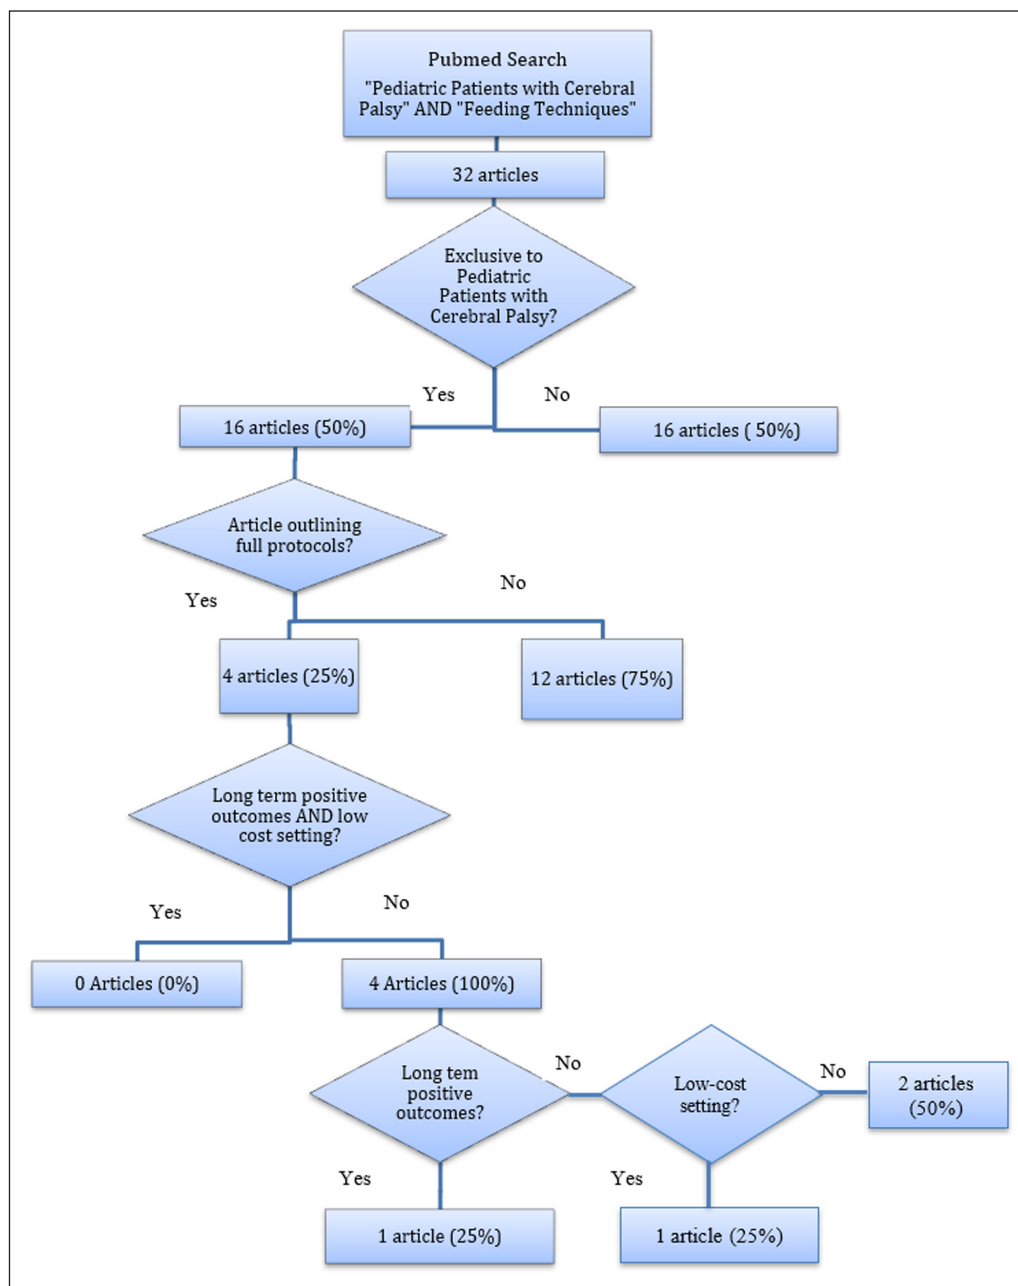 Pubmed Search
"Pediatric Patients with Cerebral
Palsy" AND "Feeding Techniques"
32 articles
Exclusive to
Pediatric
Patients with
Cerebral Palsy?
Yes
No
16 articles (50%)
16 articles ( 50%)
Article outlining
full protocols?
Yes
No
4 articles (25%)
12 articles (75%)
Long term positive
outcomes AND low
cost setting?
Yes
No
0 Articles (0%)
4 Articles (100%)
Long tem
positive
outcomes?
No
Low-cost
setting?
No
2 articles
(50%)
Yes
Yes
1 article (25%)
1 article (25%)